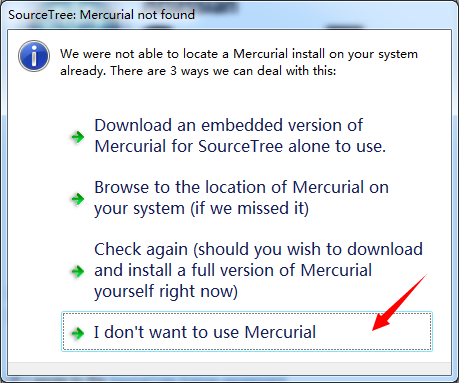 SourceTree: Mercurial not found
We were not able to locate a Mercurial install on your system
already. There are 3 ways we can deal with this:
Download an embedded version of
Mercurial for SourceTree alone to use.
Browse to the location of Mercurial on
your system (if we missed it)
Check again (should you wish to download
and install a full version of Mercurial
yourself right now)
I don't want to use Mercurial